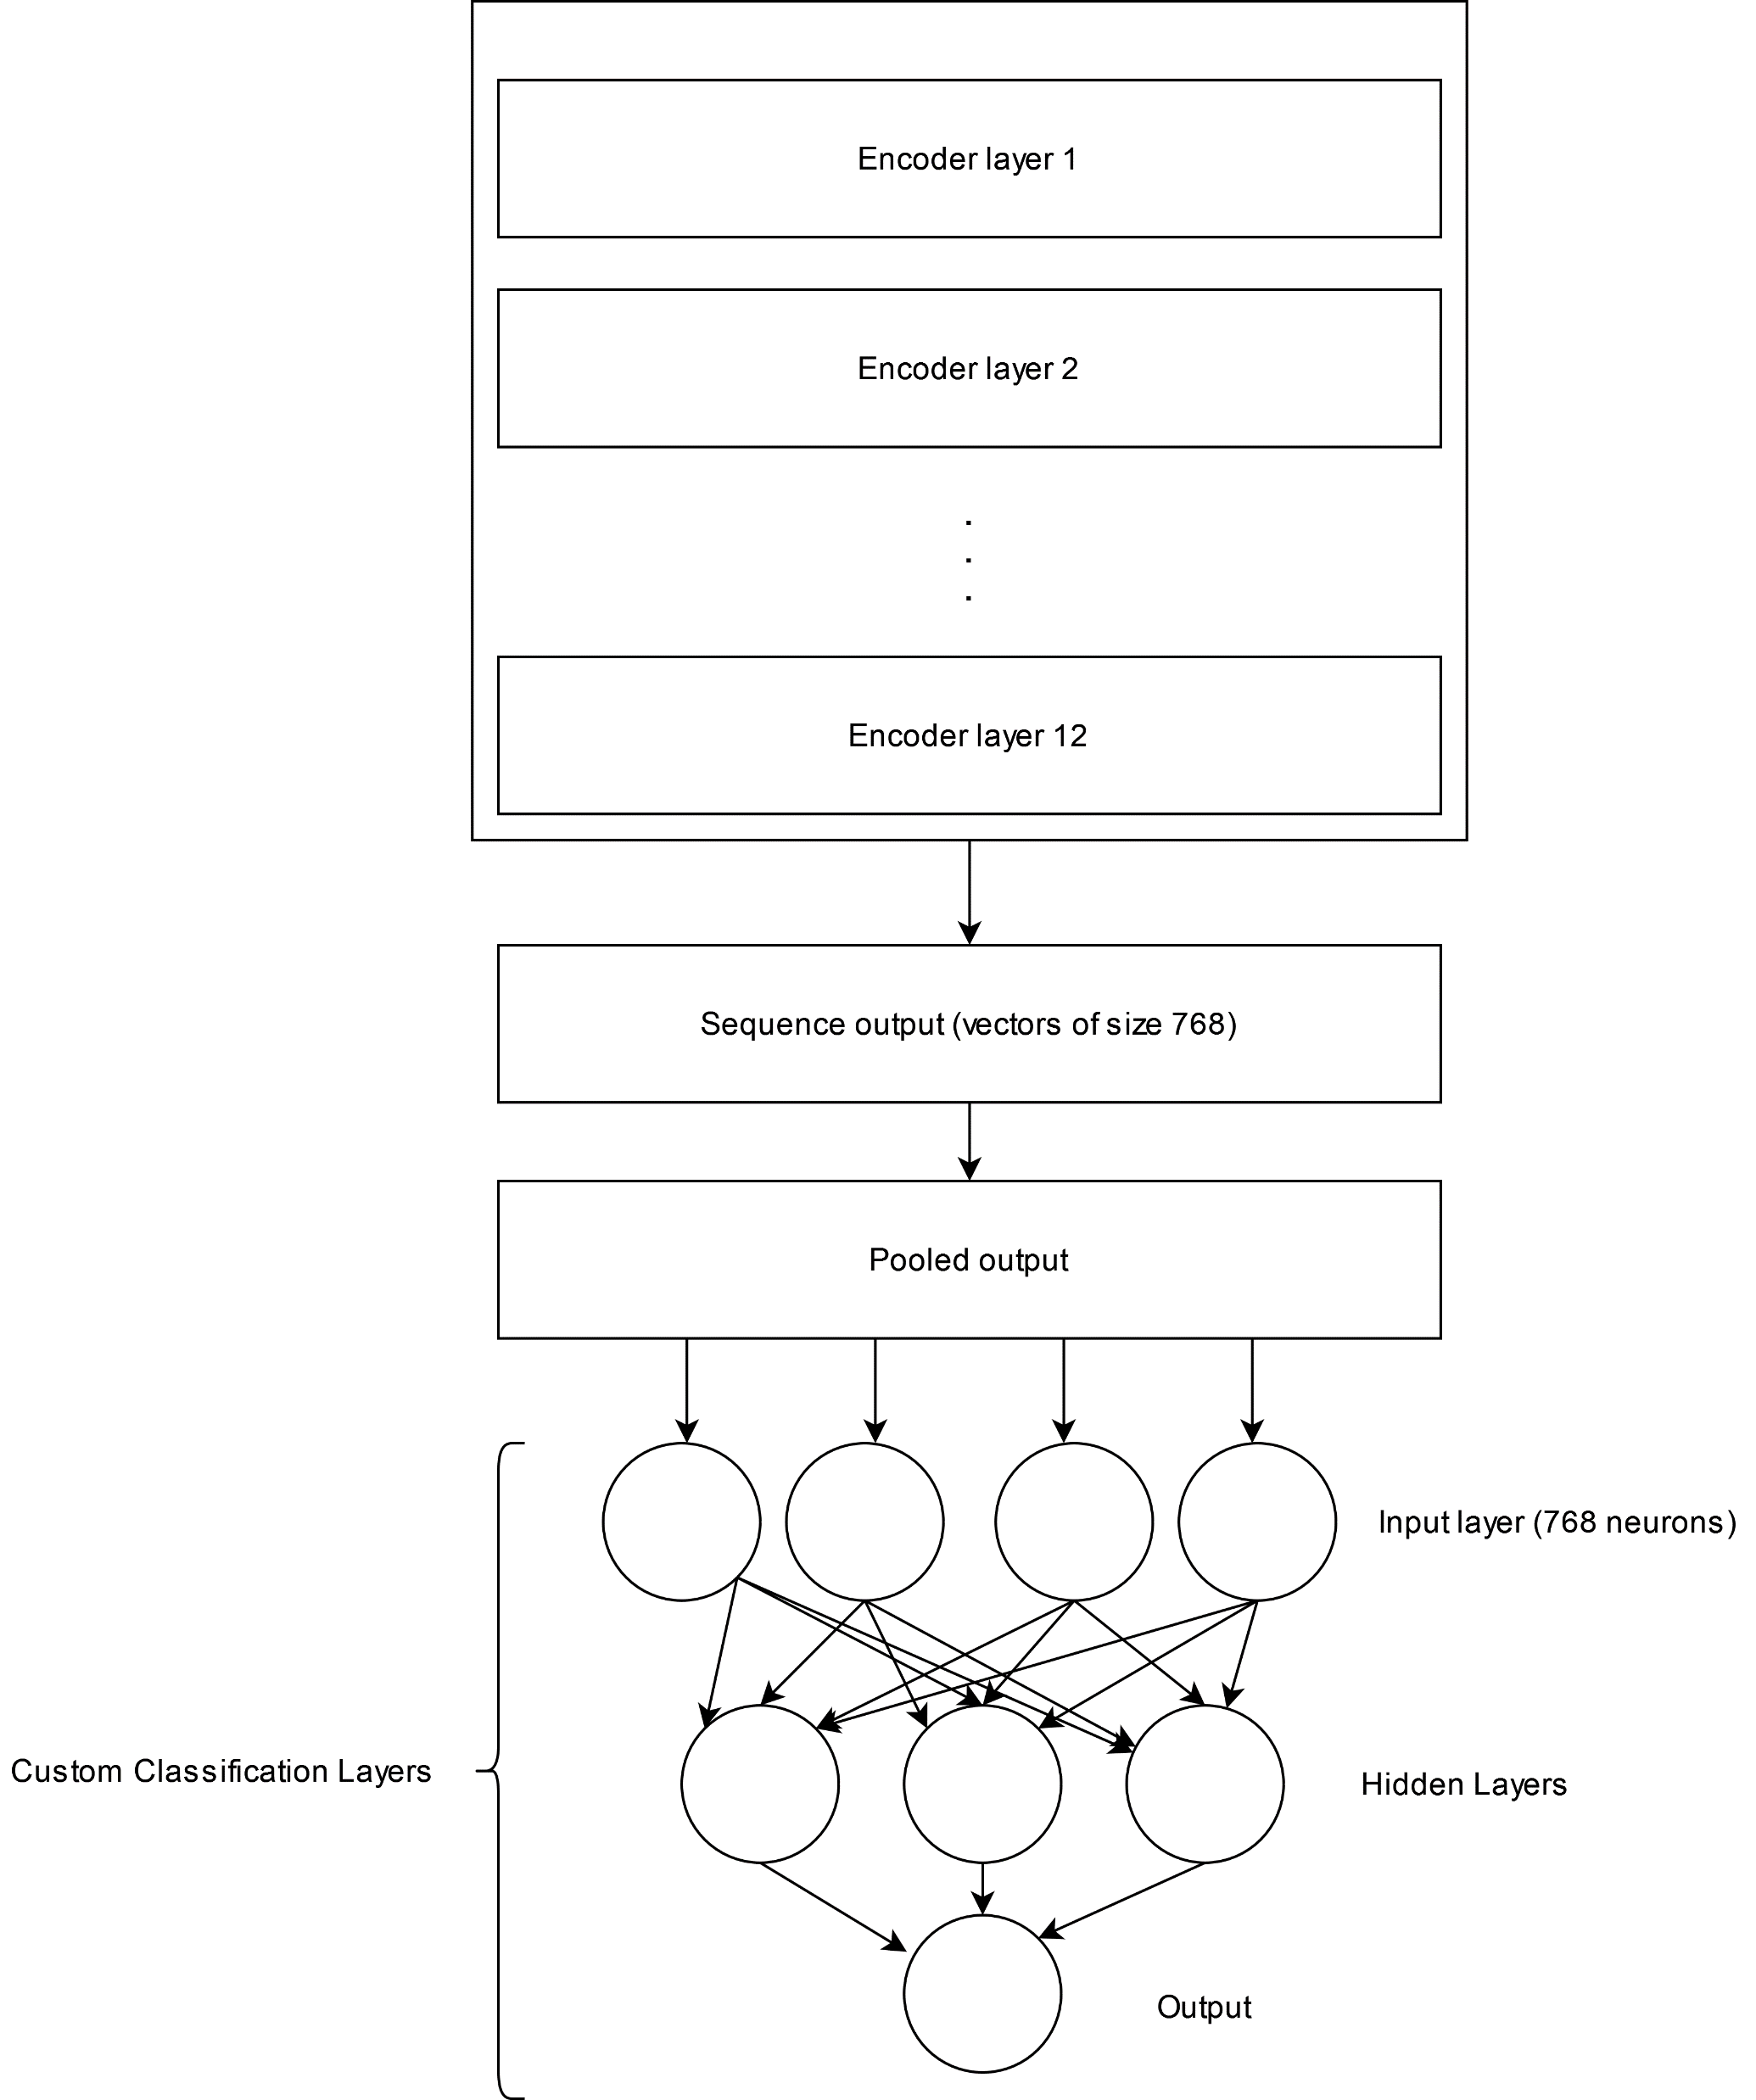 Encoder layer 1
Encoder layer 2
.
.
.
Encoder layer 12
Sequence output (vectors of size 768)
Pooled output
Input layer (768 neurons)
Custom Classification Layers
Hidden Layers
Output